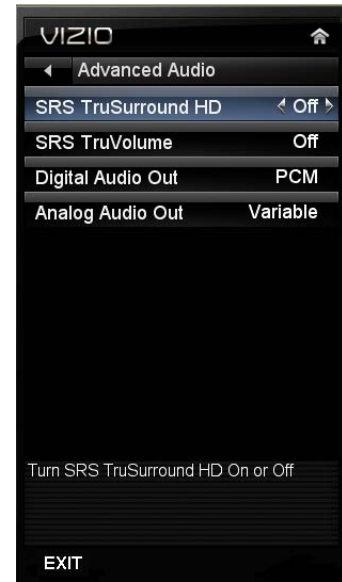 VIZIO
Advanced Audio
SRS TruSurround HD Off
SRS TruVolume Off
Digital Audio Out PCM
Analog Audio Out Variable
Turn SRS TruSurround HD On or Off
EXIT